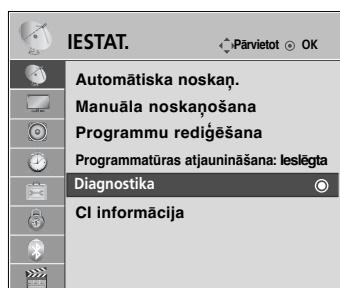 IESTAT.
Pārvietot OK
Automātiska noskaņ.
Manuāla noskaņošana
Programmu rediģēšana
Programmatūras atjaunināšana: Ieslēgta
Diagnostika
CI informācija